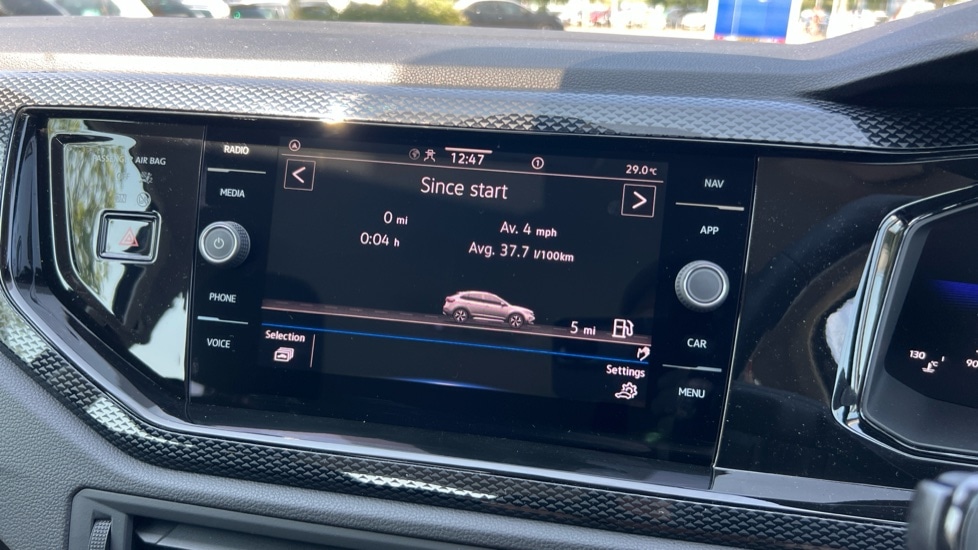 PASSENGER AIR BAG
RADIO
MEDIA
PHONE
VOICE
12:47
29.0°C
<
Since start
>
0 mi
0:04 h
Av. 4 mph
Avg. 37.7 l/100km
5 mi
Selection
Settings
NAV
APP
CAR
MENU
130 °C
90